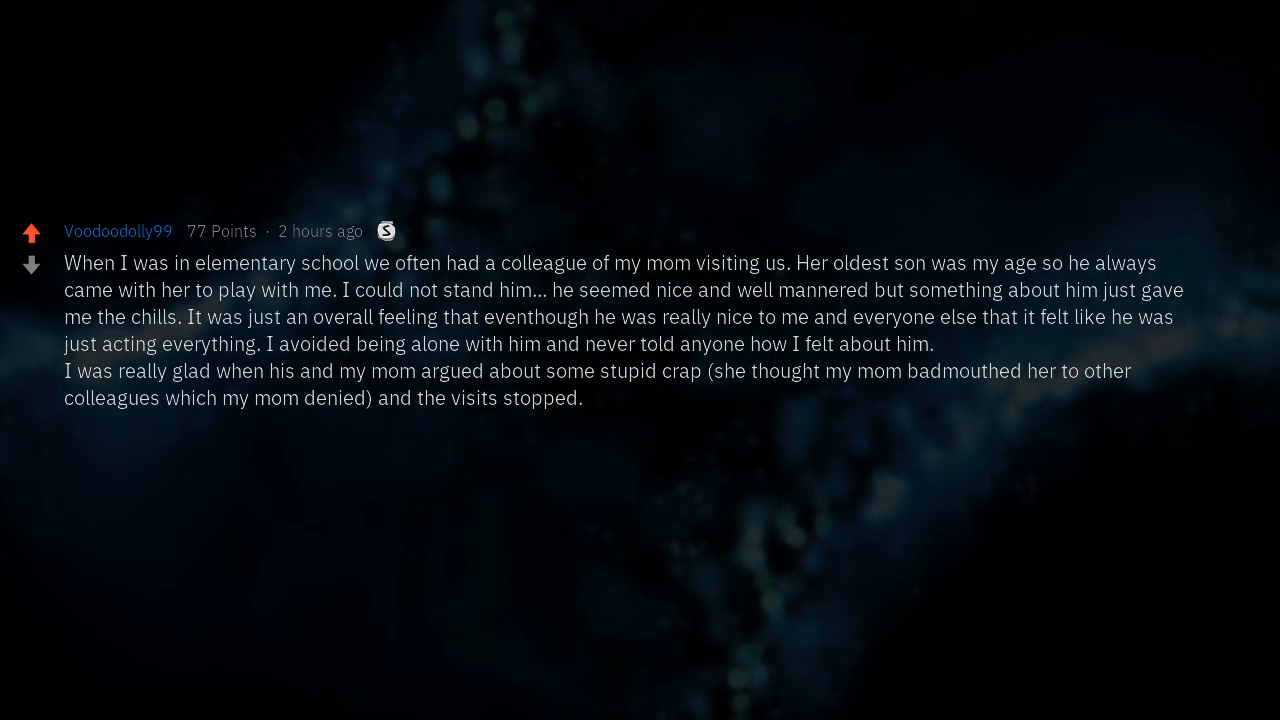 Voodoodolly99 77 Points · 2 hours ago S
When I was in elementary school we often had a colleague of my mom visiting us. Her oldest son was my age so he always
came with her to play with me. I could not stand him... he seemed nice and well mannered but something about him just gave
me the chills. It was just an overall feeling that eventhough he was really nice to me and everyone else that it felt like he was
just acting everything. I avoided being alone with him and never told anyone how I felt about him.
I was really glad when his and my mom argued about some stupid crap (she thought my mom badmouthed her to other
colleagues which my mom denied) and the visits stopped.